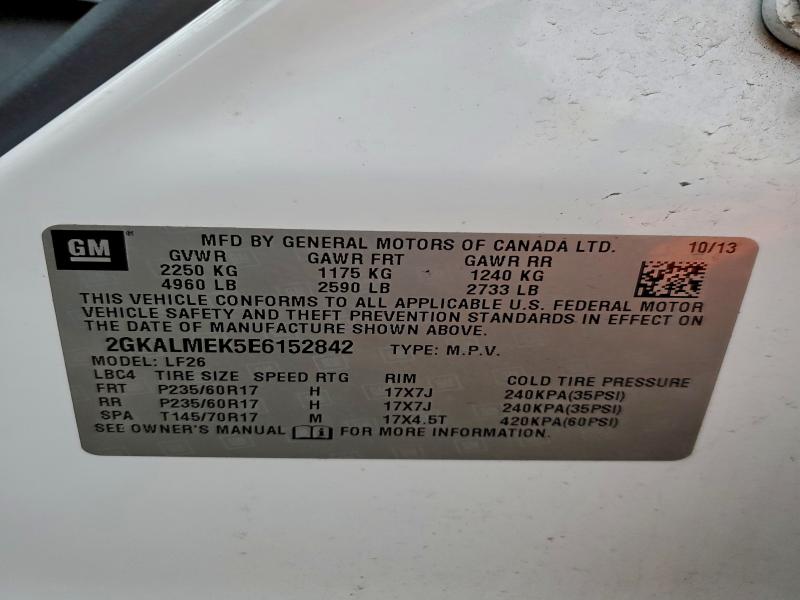 GM
MFD BY GENERAL MOTORS OF CANADA LTD. 10/13
GVWR GAWR FRT GAWR RR
2250 KG 1175 KG 1240 KG
4960 LB 2590 LB 2733 LB
THIS VEHICLE CONFORMS TO ALL APPLICABLE U.S. FEDERAL MOTOR
VEHICLE SAFETY AND THEFT PREVENTION STANDARDS IN EFFECT ON
THE DATE OF MANUFACTURE SHOWN ABOVE.
2GKALMEK5E6152842 TYPE: M.P.V.
MODEL: LF26
LBC4 TIRE SIZE SPEED RTG RIM COLD TIRE PRESSURE
FRT P235/60R17 H 17X7J 240KPA(35PSI)
RR P235/60R17 H 17X7J 240KPA(35PSI)
SPA T145/70R17 M 17X4.5T 420KPA(60PSI)
SEE OWNER'S MANUAL FOR MORE INFORMATION.